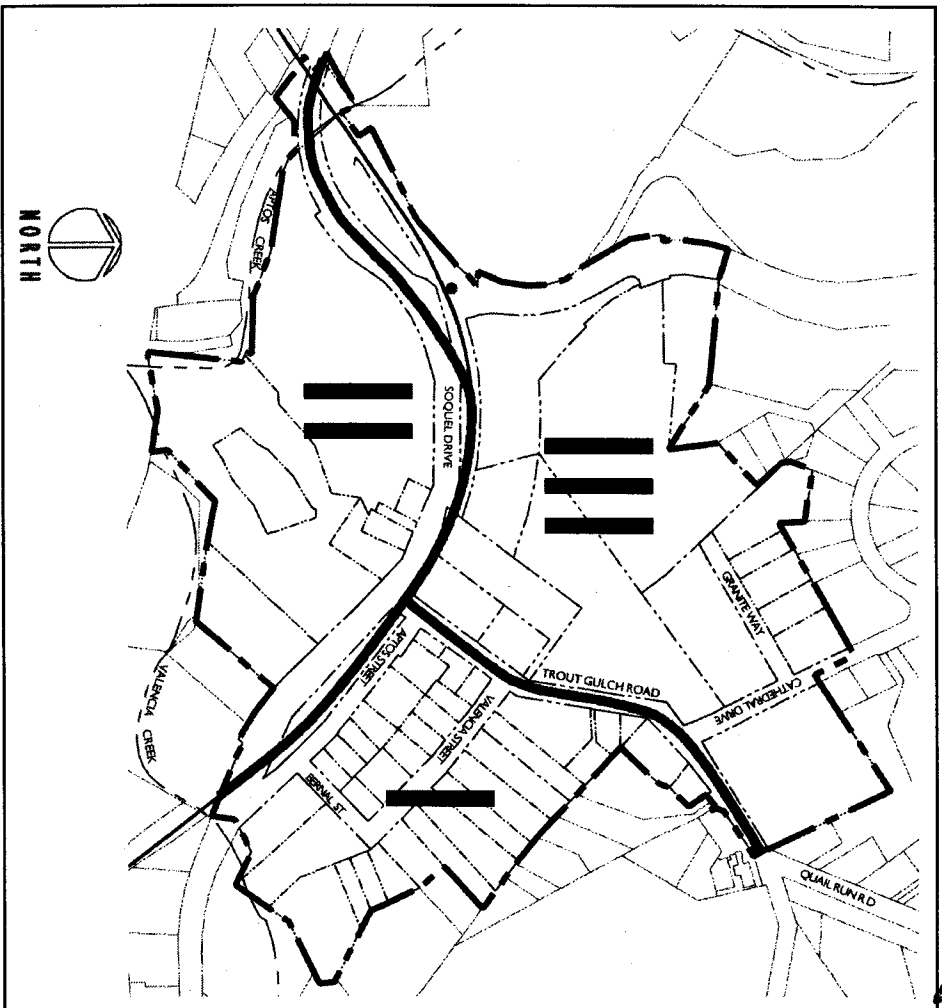 APTOS CREEK
NORTH
SOQUEL DRIVE
GRANITE WAY
TROUT GULCH ROAD
CATHEDRAL DRIVE
APTOS STREET
VALENCIA STREET
VALENCIA CREEK
BERNAL ST
QUAIL RUN RD